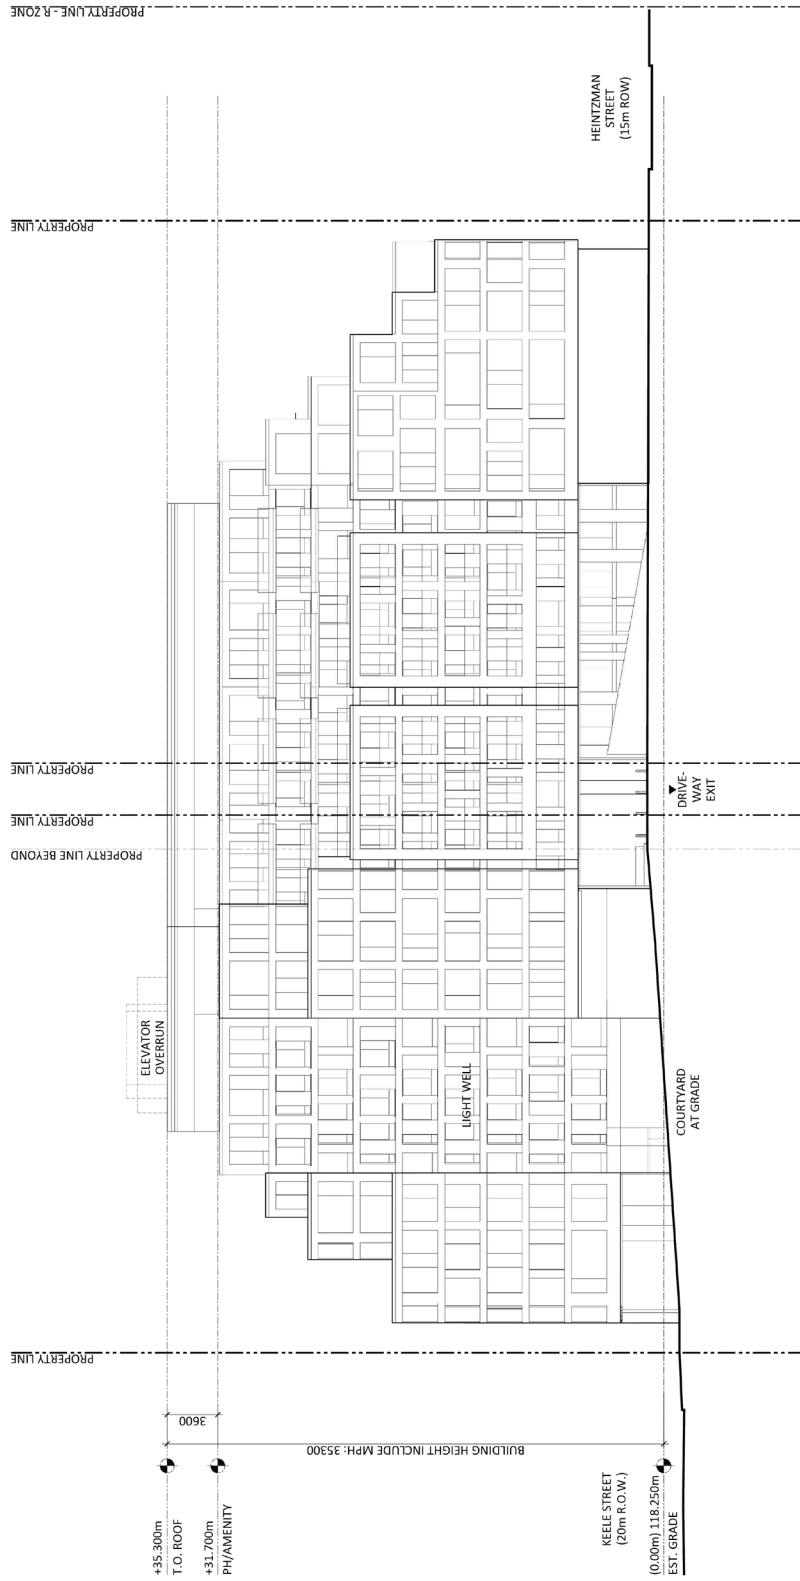 PROPERTY LINE - R ZONE
HEINTZMAN
STREET
(15m ROW)
PROPERTY LINE
PROPERTY LINE
DRIVE-
WAY
EXIT
PROPERTY LINE
PROPERTY LINE BEYOND
ELEVATOR
OVERRUN
LIGHT WELL
COURTYARD
AT GRADE
PROPERTY LINE
3600
BUILDING HEIGHT INCLUDE MPH: 35300
+35.300m
T.O. ROOF
+31.700m
PH/AMENITY
KEELE STREET
(20m R.O.W.)
(0.00m) 118.250m
EST. GRADE